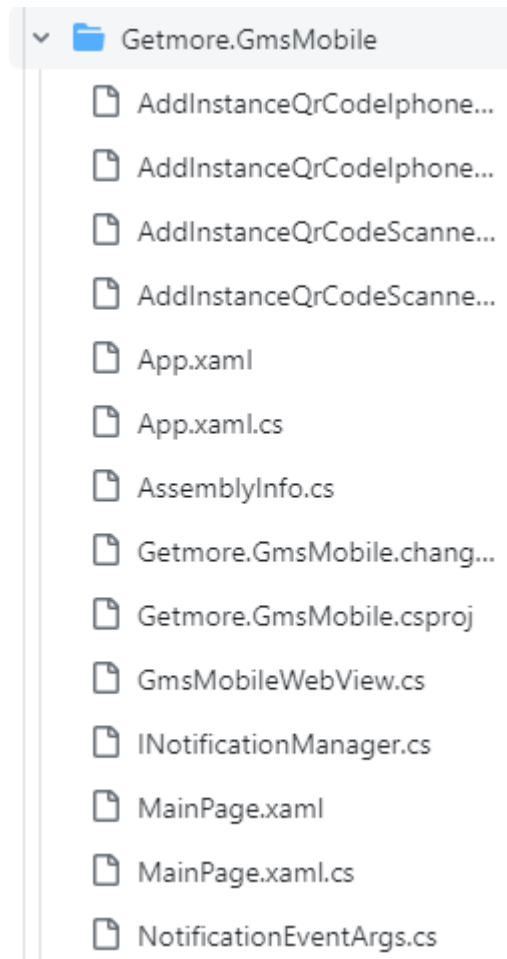 Getmore.GmsMobile
AddInstanceQrCodeIphone...
AddInstanceQrCodeIphone...
AddInstanceQrCodeScanne...
AddInstanceQrCodeScanne...
App.xaml
App.xaml.cs
AssemblyInfo.cs
Getmore.GmsMobile.chang...
Getmore.GmsMobile.csproj
GmsMobileWebView.cs
INotificationManager.cs
MainPage.xaml
MainPage.xaml.cs
NotificationEventArgs.cs